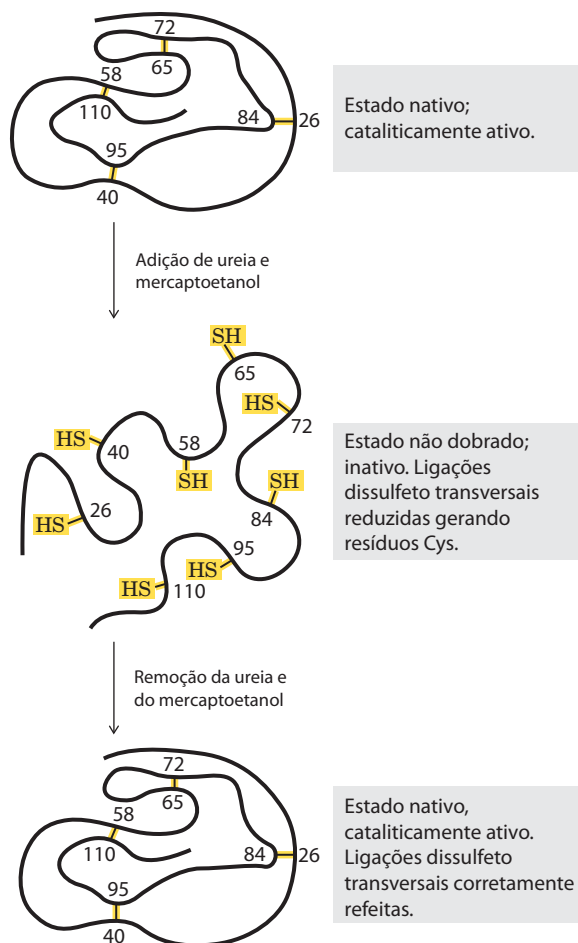 72
58
65
110
84
26
95
40
Estado nativo;
cataliticamente ativo.
Adição de ureia e
mercaptoetanol
SH
65
HS
72
HS
40
58
SH
SH
84
HS
26
95
HS
HS
110
Estado não dobrado;
inativo. Ligações
dissulfeto transversais
reduzidas gerando
resíduos Cys.
Remoção da ureia e
do mercaptoetanol
72
58
65
110
84
26
95
40
Estado nativo,
cataliticamente ativo.
Ligações dissulfeto
transversais corretamente
refeitas.